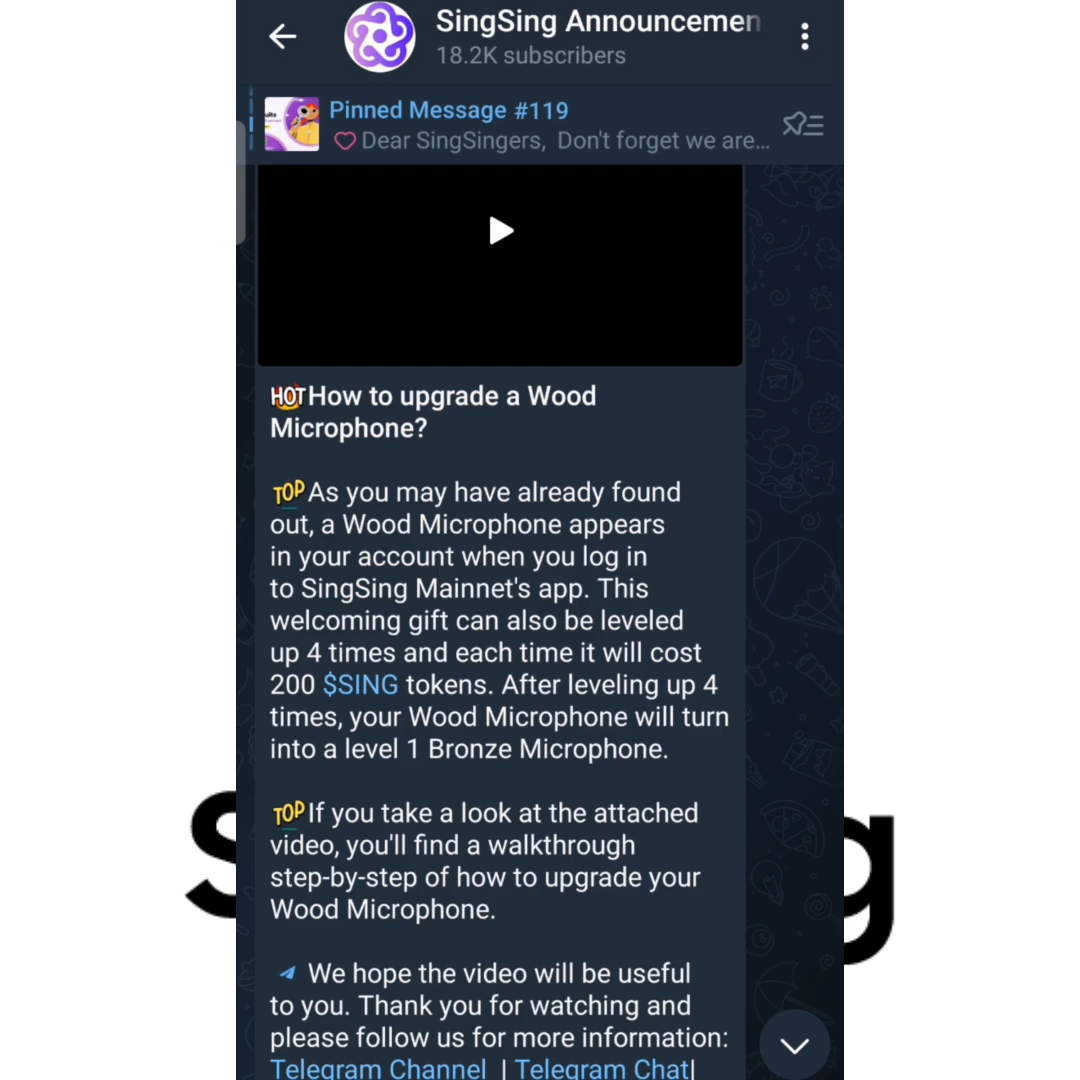 SingSing Announcemen
18.2K subscribers
Pinned Message #119
Dear SingSingers, Don't forget we are...
HOT How to upgrade a Wood
Microphone?
TOP As you may have already found
out, a Wood Microphone appears
in your account when you log in
to SingSing Mainnet's app. This
welcoming gift can also be leveled
up 4 times and each time it will cost
200 $SING tokens. After leveling up 4
times, your Wood Microphone will turn
into a level 1 Bronze Microphone.
TOP If you take a look at the attached
video, you'll find a walkthrough
step-by-step of how to upgrade your
Wood Microphone.
We hope the video will be useful
to you. Thank you for watching and
please follow us for more information:
Telegram Channel | Telegram Chat|
S g